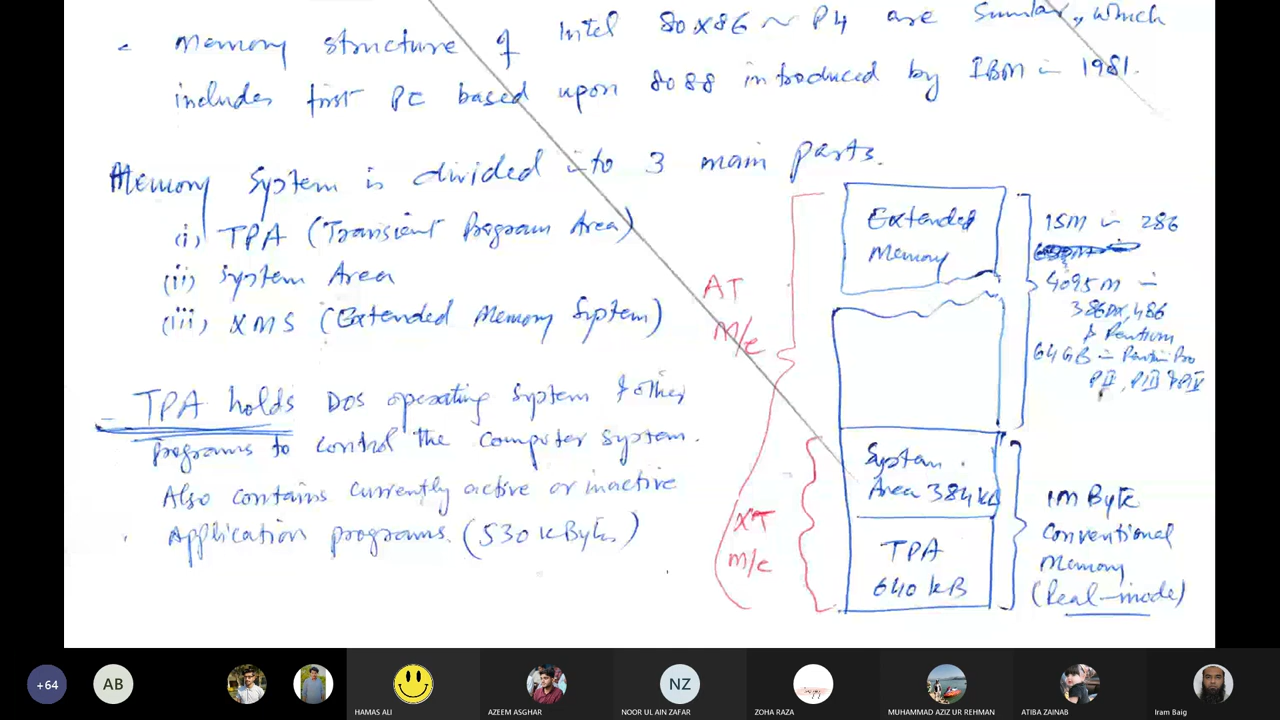 - Memory structure of Intel 80X86 ~ P4 are Similar, which
includes first PC based upon 8088 introduced by IBM in 1981.
Memory System is divided into 3 main parts.
(i) TPA (Transient Program Area)
(ii) System Area
(iii) XMS (Extended Memory System)
- TPA holds DOS operating System & other
programs to control the computer system.
Also contains currently active or inactive
Application programs. (530 kByte)
Extended
Memory
System
Area 384kB
TPA
640 kB
AT
M/c
XT
M/c
15M in 286
4095M in
386DX, 486
& Pentium
64GB in Pentium Pro
PII, PIII & PIV
1M Byte
Conventional
Memory
(Real-mode)
+64
AB
NZ
HAMAS ALI
AZEEM ASGHAR
NOOR UL AIN ZAFAR
ZOHA RAZA
MUHAMMAD AZIZ UR REHMAN
ATIBA ZAINAB
Iram Baig